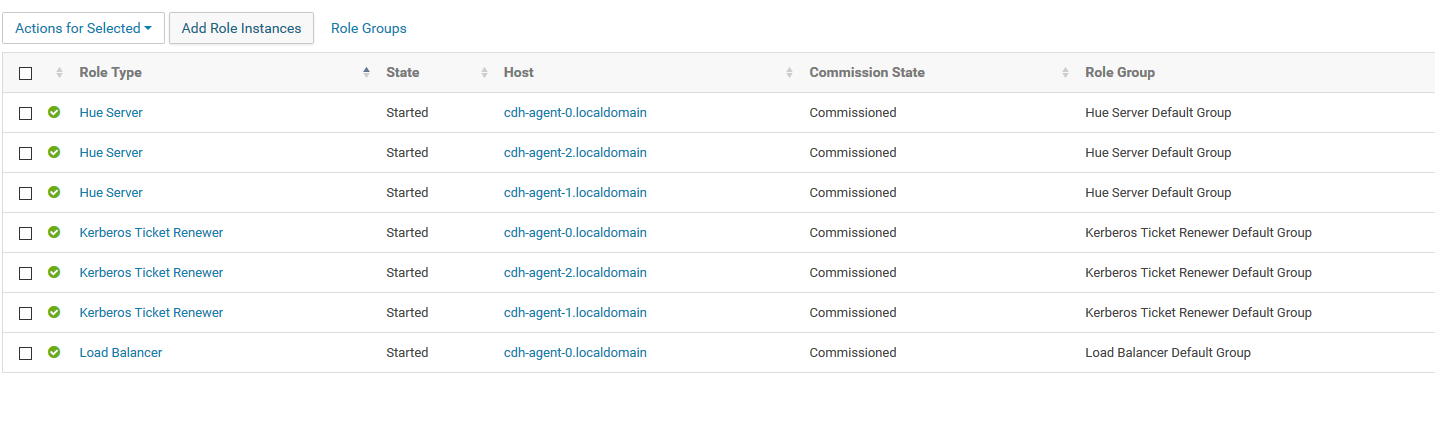 Actions for Selected Add Role Instances Role Groups
Role Type State Host Commission State Role Group
Hue Server Started cdh-agent-0.localdomain Commissioned Hue Server Default Group
Hue Server Started cdh-agent-2.localdomain Commissioned Hue Server Default Group
Hue Server Started cdh-agent-1.localdomain Commissioned Hue Server Default Group
Kerberos Ticket Renewer Started cdh-agent-0.localdomain Commissioned Kerberos Ticket Renewer Default Group
Kerberos Ticket Renewer Started cdh-agent-2.localdomain Commissioned Kerberos Ticket Renewer Default Group
Kerberos Ticket Renewer Started cdh-agent-1.localdomain Commissioned Kerberos Ticket Renewer Default Group
Load Balancer Started cdh-agent-0.localdomain Commissioned Load Balancer Default Group